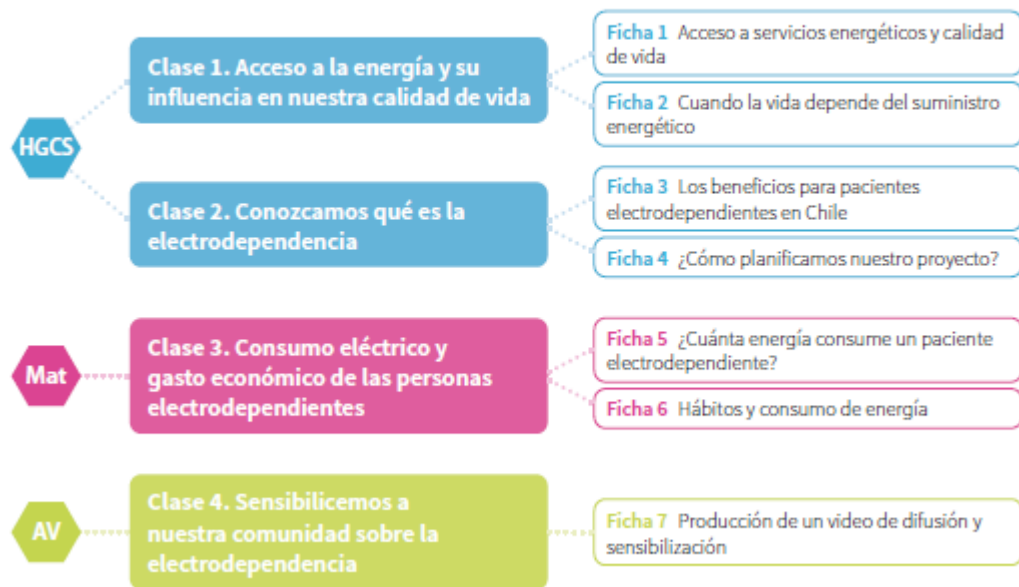 HGCS
Clase 1. Acceso a la energía y su
influencia en nuestra calidad de vida
Ficha 1 Acceso a servicios energéticos y calidad
de vida
Ficha 2 Cuando la vida depende del suministro
energético
Clase 2. Conozcamos qué es la
electrodependencia
Ficha 3 Los beneficios para pacientes
electrodependientes en Chile
Ficha 4 ¿Cómo planificamos nuestro proyecto?
Mat
Clase 3. Consumo eléctrico y
gasto económico de las personas
electrodependientes
Ficha 5 ¿Cuánta energía consume un paciente
electrodependiente?
Ficha 6 Hábitos y consumo de energía
AV
Clase 4. Sensibilicemos a
nuestra comunidad sobre la
electrodependencia
Ficha 7 Producción de un video de difusión y
sensibilización